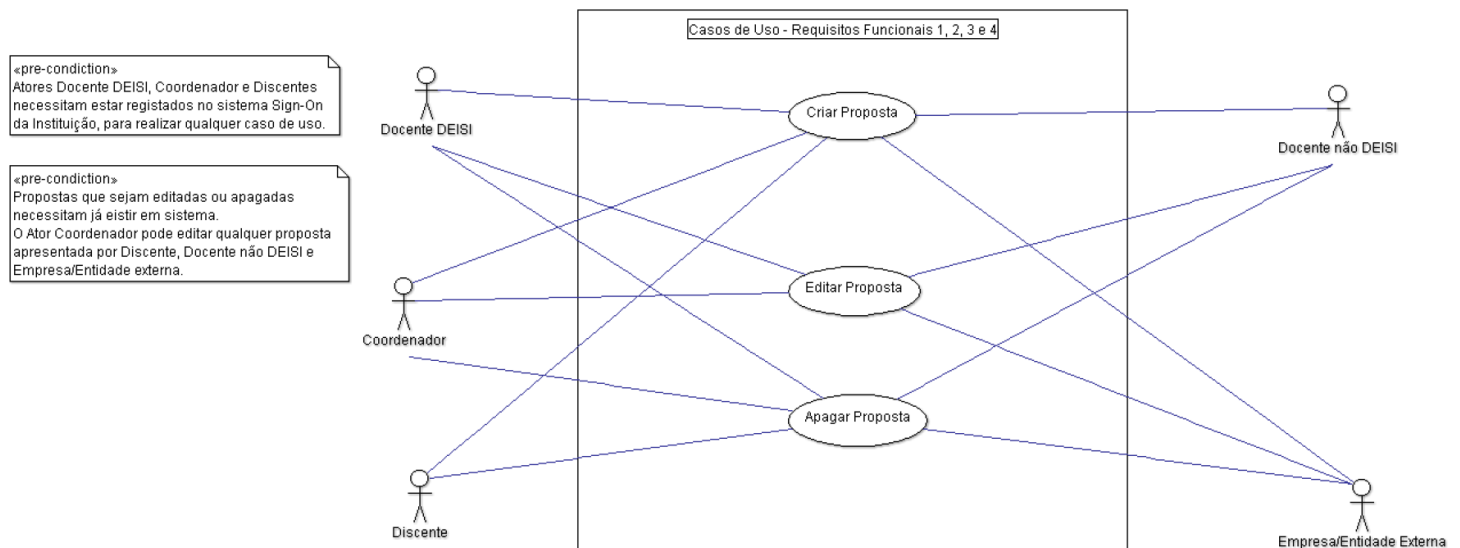 Casos de Uso - Requisitos Funcionais 1, 2, 3 e 4
«pre-condiction»
Atores Docente DEISI, Coordenador e Discentes
necessitam estar registados no sistema Sign-On
da Instituição, para realizar qualquer caso de uso.
«pre-condiction»
Propostas que sejam editadas ou apagadas
necessitam já eistir em sistema.
O Ator Coordenador pode editar qualquer proposta
apresentada por Discente, Docente não DEISI e
Empresa/Entidade externa.
Docente DEISI
Criar Proposta
Docente não DEISI
Editar Proposta
Coordenador
Apagar Proposta
Discente
Empresa/Entidade Externa